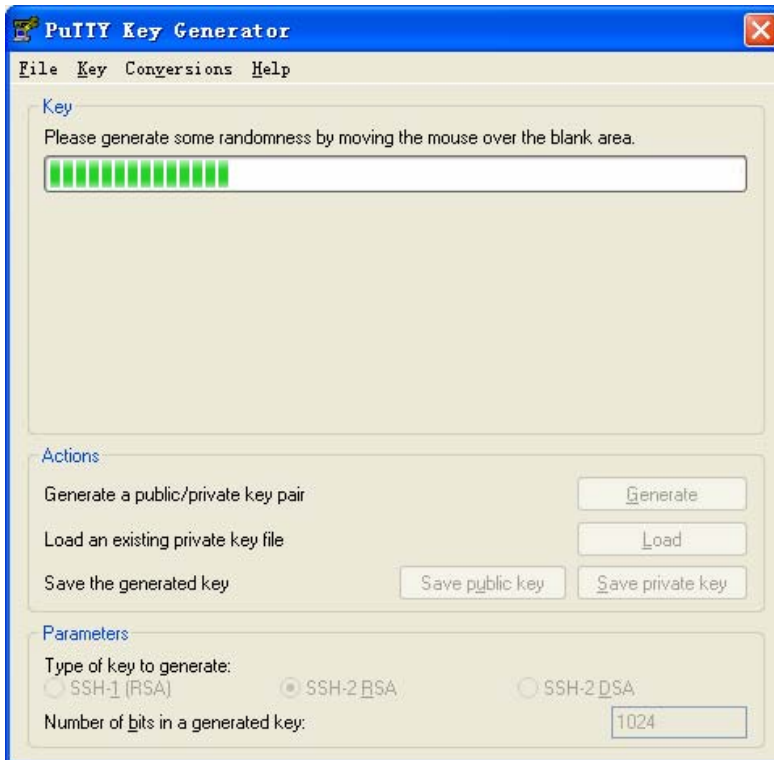 PuTTY Key Generator
File Key Conversions Help
Key
Please generate some randomness by moving the mouse over the blank area.
Actions
Generate a public/private key pair Generate
Load an existing private key file Load
Save the generated key Save public key Save private key
Parameters
Type of key to generate:
SSH-1 (RSA) SSH-2 RSA SSH-2 DSA
Number of bits in a generated key: 1024